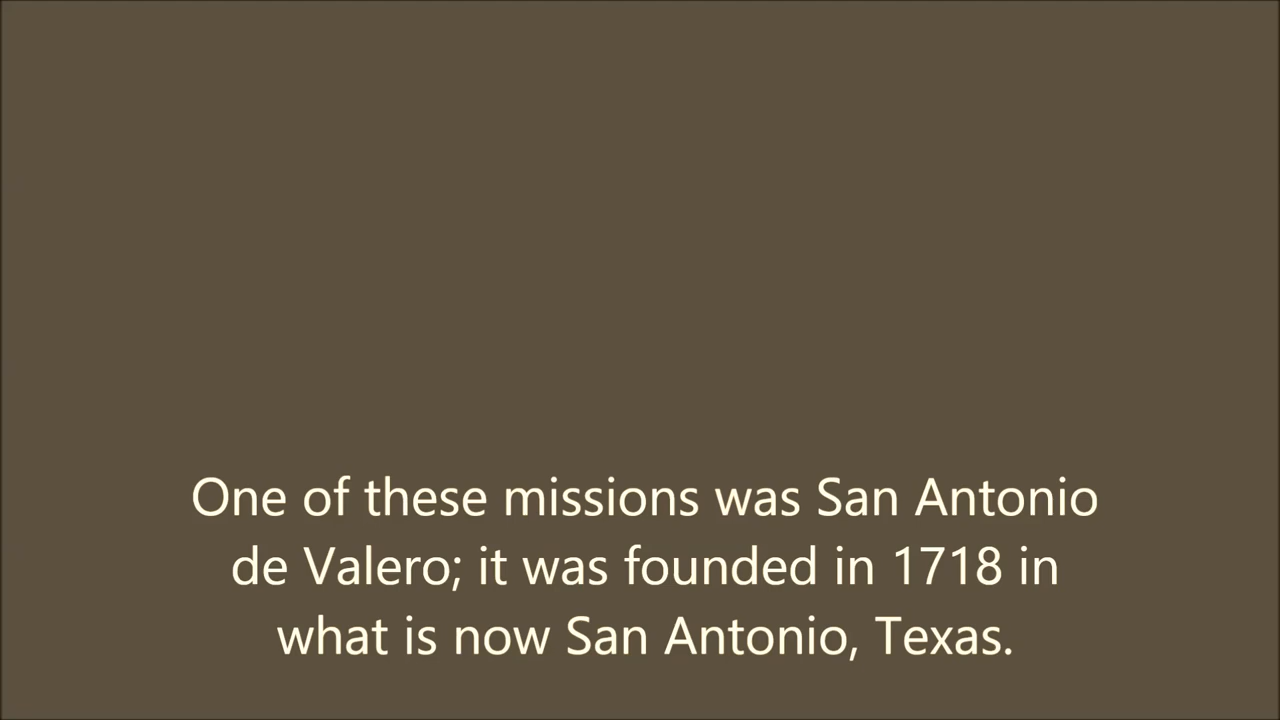 One of these missions was San Antonio
de Valero; it was founded in 1718 in
what is now San Antonio, Texas.